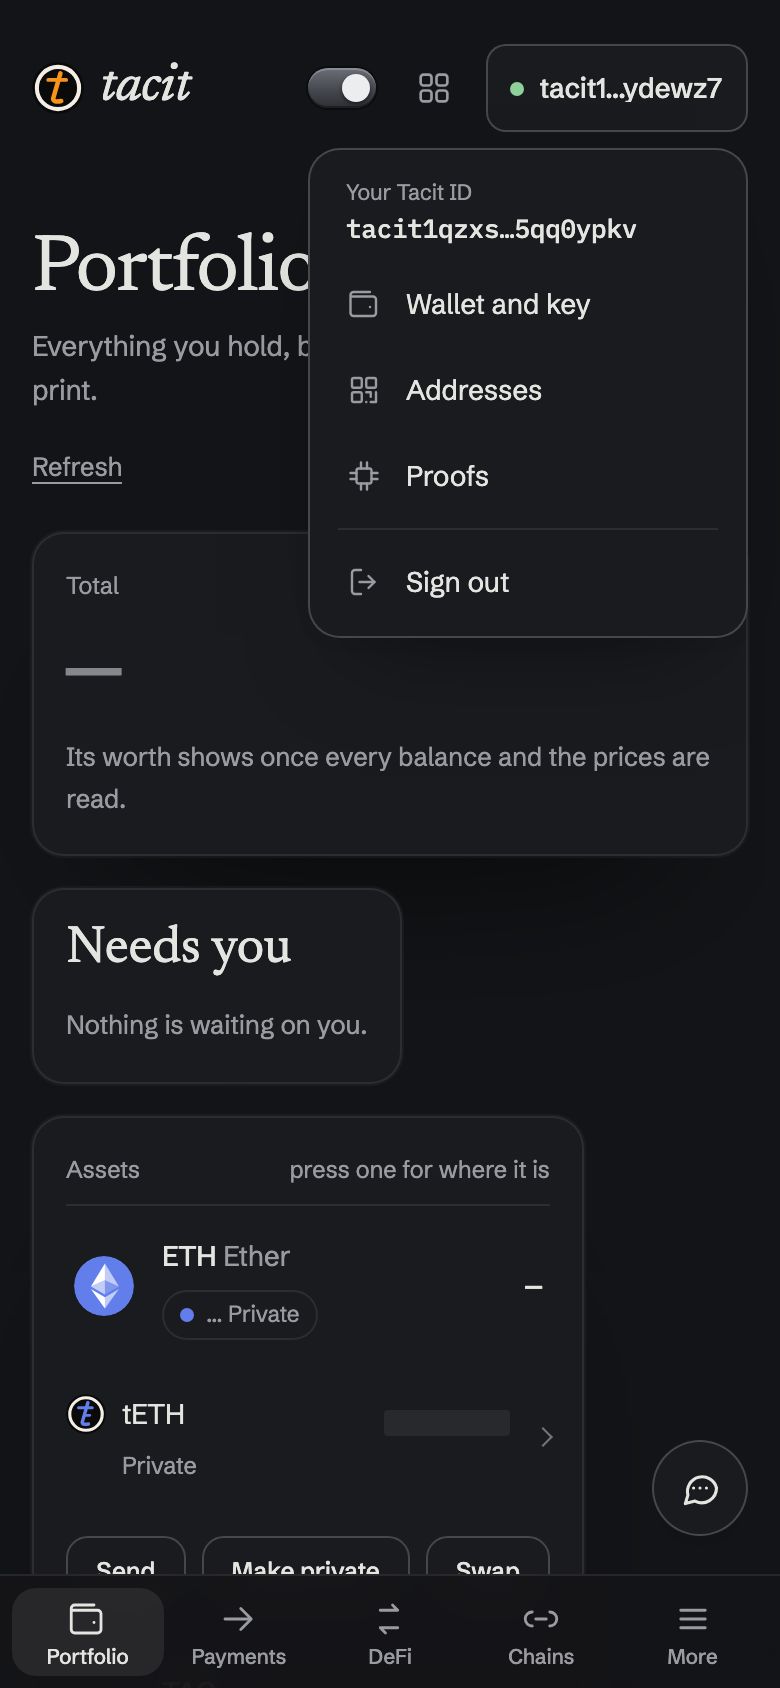 tacit
tacit1...ydewz7
Your Tacit ID
tacit1qzxs…5qq0ypkv
Wallet and key
Addresses
Proofs
Sign out
Portfolio
Everything you hold, b
print.
Refresh
Total
—
Its worth shows once every balance and the prices are
read.
Needs you
Nothing is waiting on you.
Assets
press one for where it is
ETH Ether
... Private
–
tETH
Private
Send
Make private
Swap
Portfolio
Payments
DeFi
Chains
More